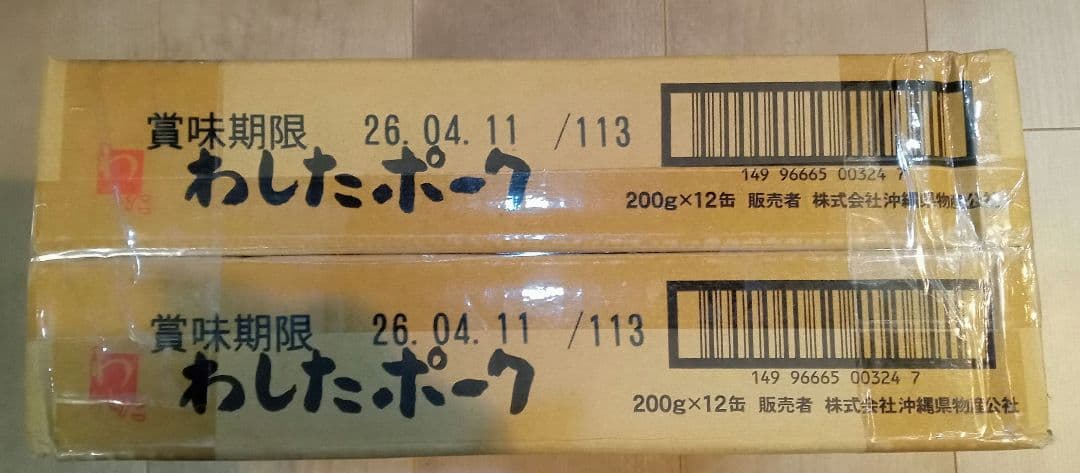 賞味期限 26.04.11 /113
わしたポーク
149 96665 00324 7
200g×12缶 販売者 株式会社沖縄県物産公社
賞味期限 26.04.11 /113
わしたポーク
149 96665 00324 7
200g×12缶 販売者 株式会社沖縄県物産公社